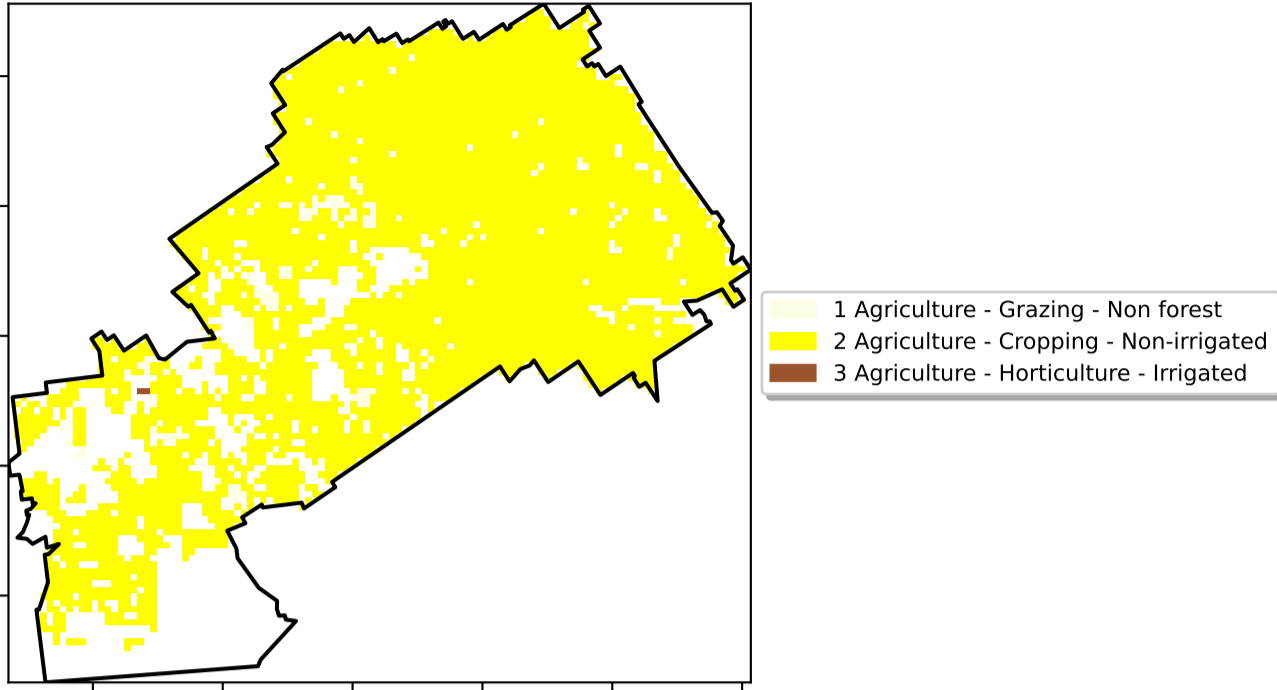 1 Agriculture - Grazing - Non forest
2 Agriculture - Cropping - Non-irrigated
3 Agriculture - Horticulture - Irrigated